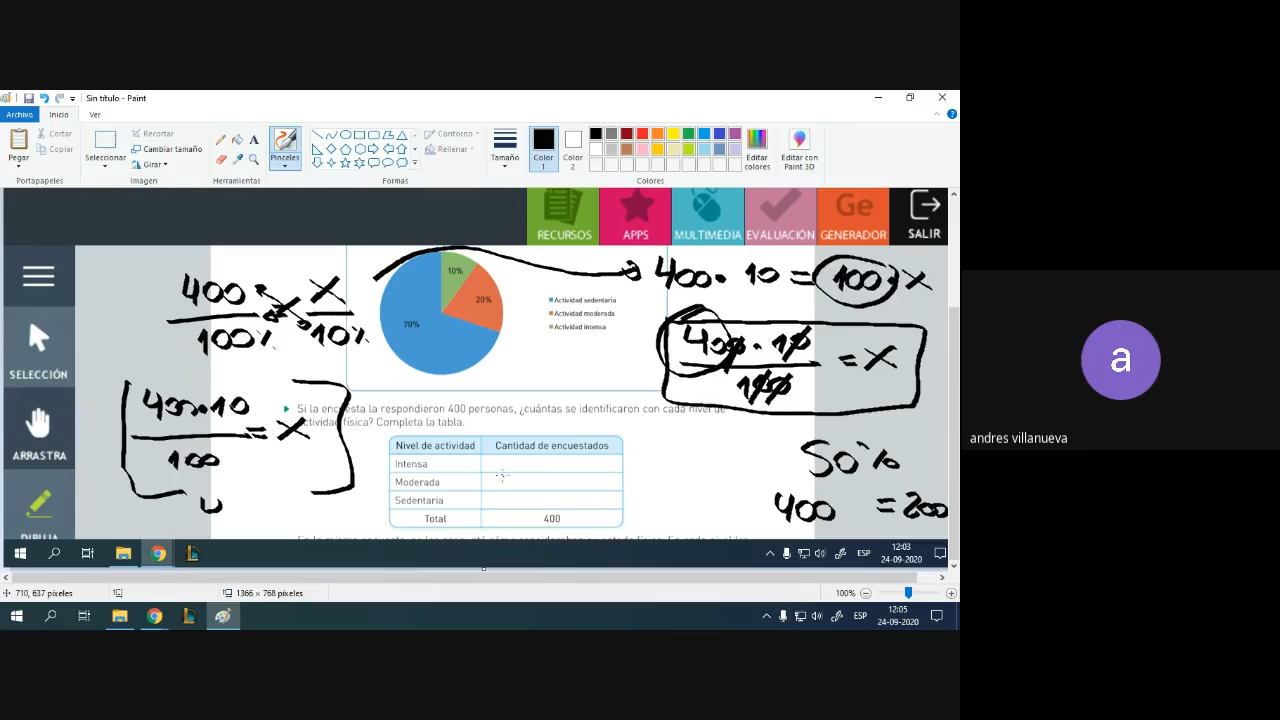 Sin título - Paint
Archivo Inicio Ver
Pegar
Cortar
Copiar
Portapapeles
Seleccionar
Recortar
Cambiar tamaño
Girar
Imagen
Herramientas
Pinceles
Contorno
Rellenar
Formas
Tamaño
Color 1
Color 2
Colores
Editar colores
Editar con Paint 3D
RECURSOS APPS MULTIMEDIA EVALUACIÓN Ge GENERADOR SALIR
SELECCIÓN
ARRASTRA
DIBUJA
10%
20%
70%
Actividad sedentaria
Actividad moderada
Actividad intensa
400 X
100% 10%
400·10 = X
100
400 · 10 = 100 · X
400 · 10 = X
100
50%
400 = 200
Si la encuesta la respondieron 400 personas, ¿cuántas se identificaron con cada nivel de
actividad física? Completa la tabla.
Nivel de actividad Cantidad de encuestados
Intensa
Moderada
Sedentaria
Total 400
ESP 12:03
24-09-2020
710, 637 píxeles 1366 × 768 píxeles 100%
ESP 12:05
24-09-2020
a
andres villanueva